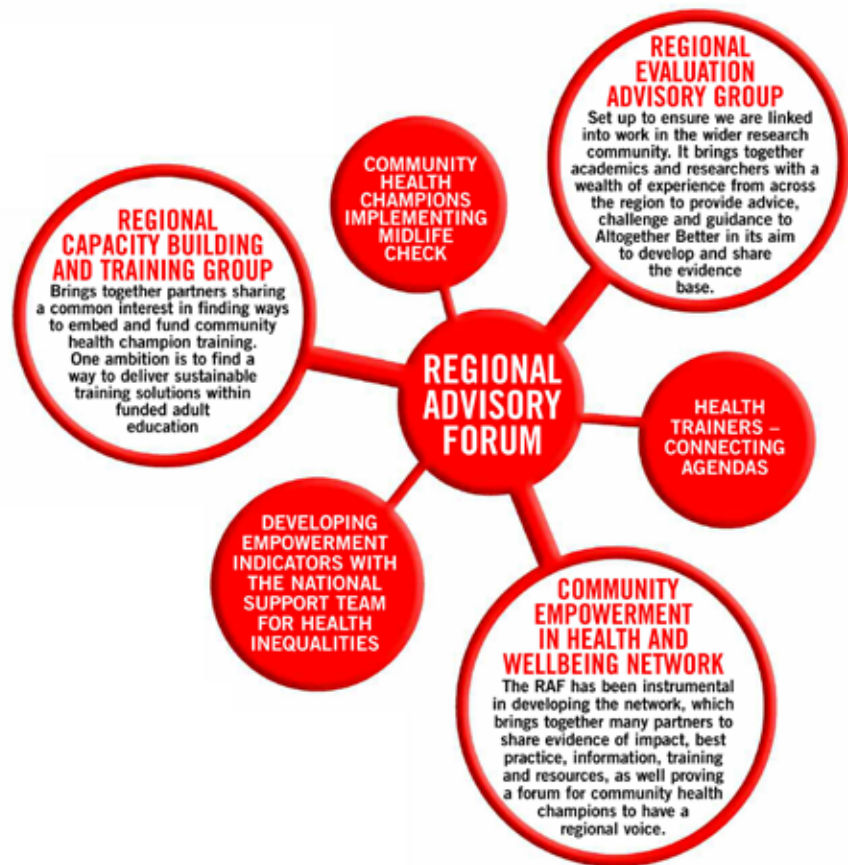 REGIONAL
EVALUATION
ADVISORY GROUP
Set up to ensure we are linked
into work in the wider research
community. It brings together
academics and researchers with a
wealth of experience from across
the region to provide advice,
challenge and guidance to
Altogether Better in its aim
to develop and share
the evidence
base.
COMMUNITY
HEALTH
CHAMPIONS
IMPLEMENTING
MIDLIFE
CHECK
REGIONAL
CAPACITY BUILDING
AND TRAINING GROUP
Brings together partners sharing
a common interest in finding ways
to embed and fund community
health champion training.
One ambition is to find a
way to deliver sustainable
training solutions within
funded adult
education
REGIONAL
ADVISORY
FORUM
HEALTH
TRAINERS –
CONNECTING
AGENDAS
DEVELOPING
EMPOWERMENT
INDICATORS WITH
THE NATIONAL
SUPPORT TEAM
FOR HEALTH
INEQUALITIES
COMMUNITY
EMPOWERMENT
IN HEALTH AND
WELLBEING NETWORK
The RAF has been instrumental
in developing the network, which
brings together many partners to
share evidence of impact, best
practice, information, training
and resources, as well proving
a forum for community health
champions to have a
regional voice.